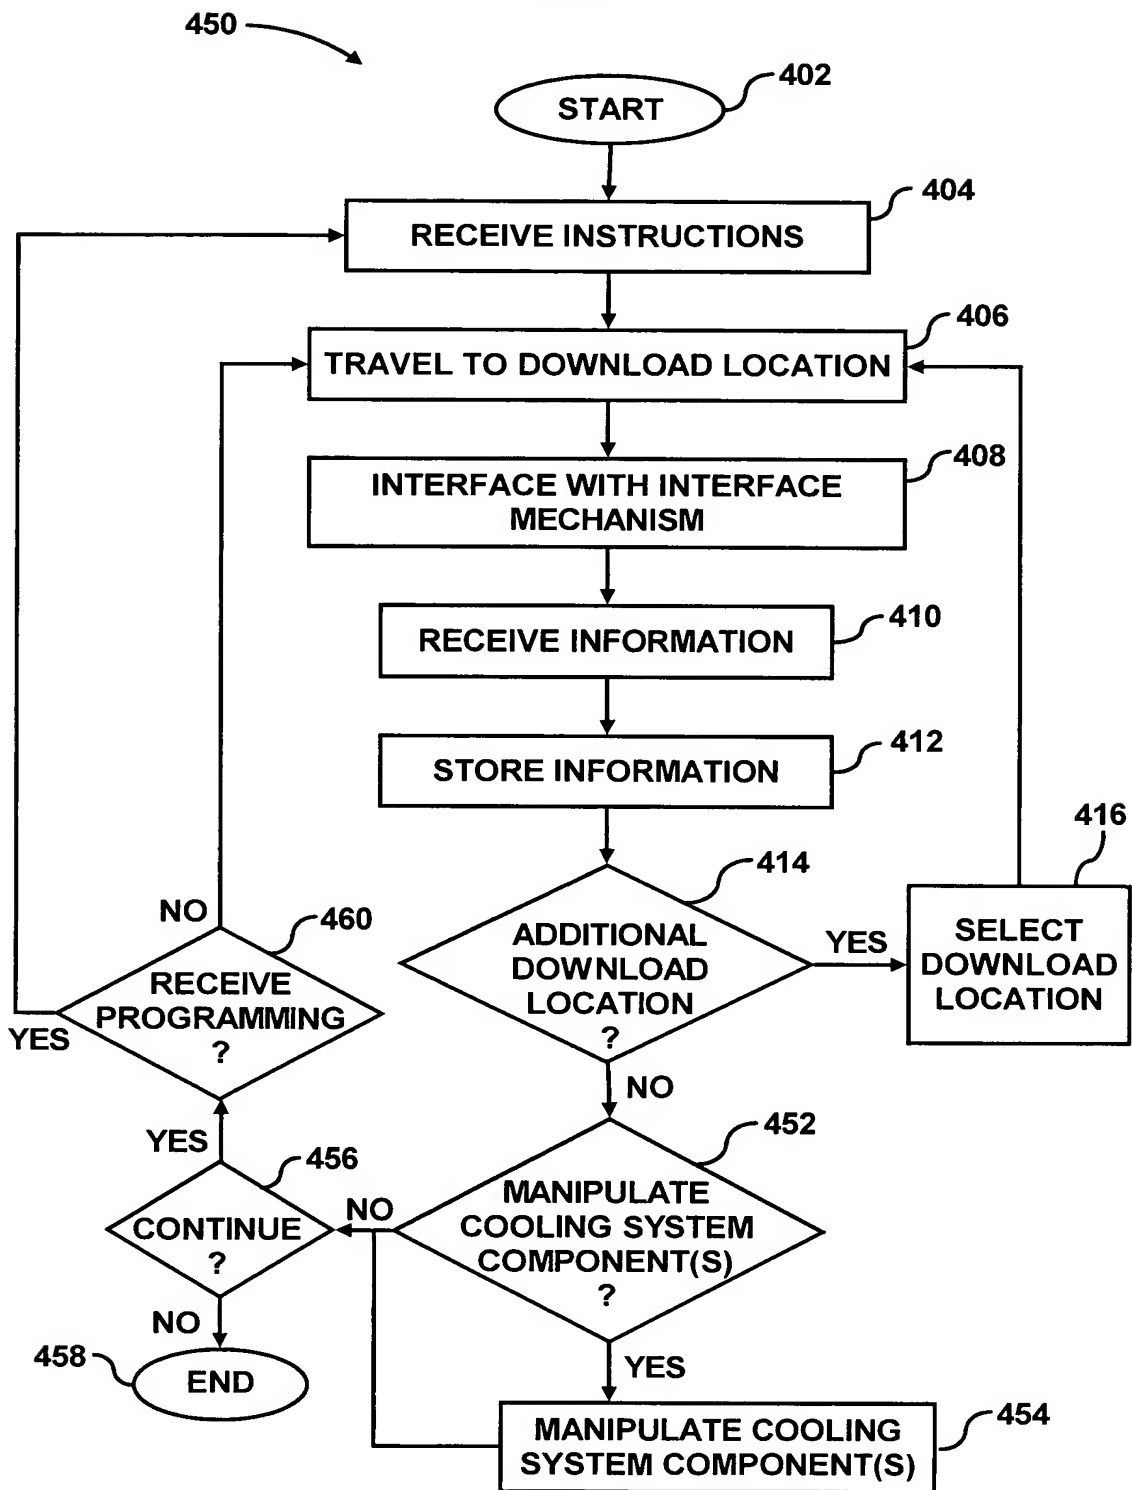 450
402
START
404
RECEIVE INSTRUCTIONS
406
TRAVEL TO DOWNLOAD LOCATION
408
INTERFACE WITH INTERFACE
MECHANISM
410
RECEIVE INFORMATION
412
STORE INFORMATION
414
ADDITIONAL
DOWNLOAD
LOCATION
?
YES
416
SELECT
DOWNLOAD
LOCATION
NO
460
RECEIVE
PROGRAMMING
?
YES
NO
452
MANIPULATE
COOLING SYSTEM
COMPONENT(S)
?
NO
YES
456
CONTINUE
?
NO
458
END
YES
454
MANIPULATE COOLING
SYSTEM COMPONENT(S)